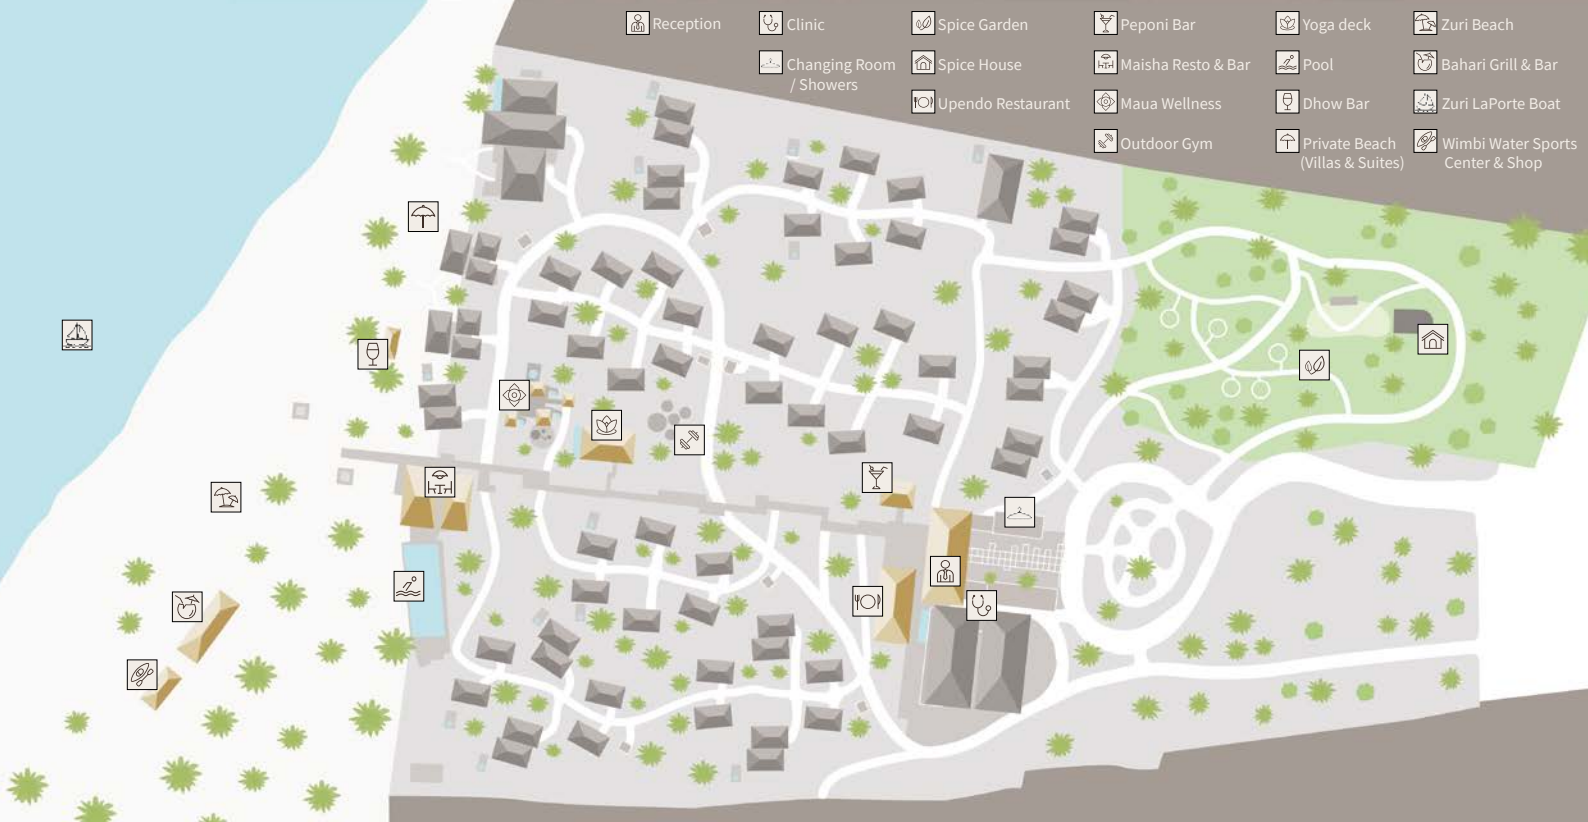 Reception
Clinic
Changing Room
/ Showers
Spice Garden
Spice House
Upendo Restaurant
Peponi Bar
Maisha Resto & Bar
Maua Wellness
Outdoor Gym
Yoga deck
Pool
Dhow Bar
Private Beach
(Villas & Suites)
Zuri Beach
Bahari Grill & Bar
Zuri LaPorte Boat
Wimbi Water Sports
Center & Shop